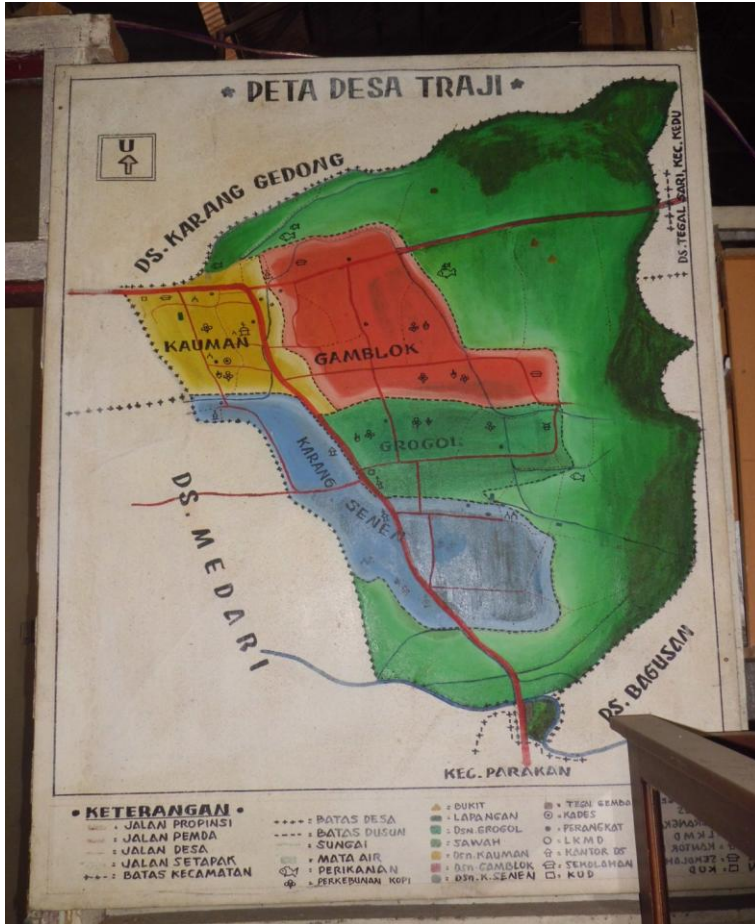 ★ PETA DESA TRAJI ★
U
DS. KARANG GEDONG
DS. TEGAL SARI, KEC. KEDU
KAUMAN
GAMBLOK
GROGOL
KARANG SENEN
DS. MEDARI
DS. BAGUSAN
KEC. PARAKAN
• KETERANGAN •
: JALAN PROPINSI
: JALAN PEMDA
: JALAN DESA
: JALAN SETAPAK
: BATAS KECAMATAN
: BATAS DESA
: BATAS DUSUN
: SUNGAI
: MATA AIR
: PERIKANAN
: PERKEBUNAN KOPI
: BUKIT
: LAPANGAN
: DSN. GROGOL
: SAWAH
: DSN. KAUMAN
: DSN. GAMBLOK
: DSN. K. SENEN
: KADES
: PERANGKAT
: LKMD
: KANTOR DS
: SEKOLAHAN
: KUD